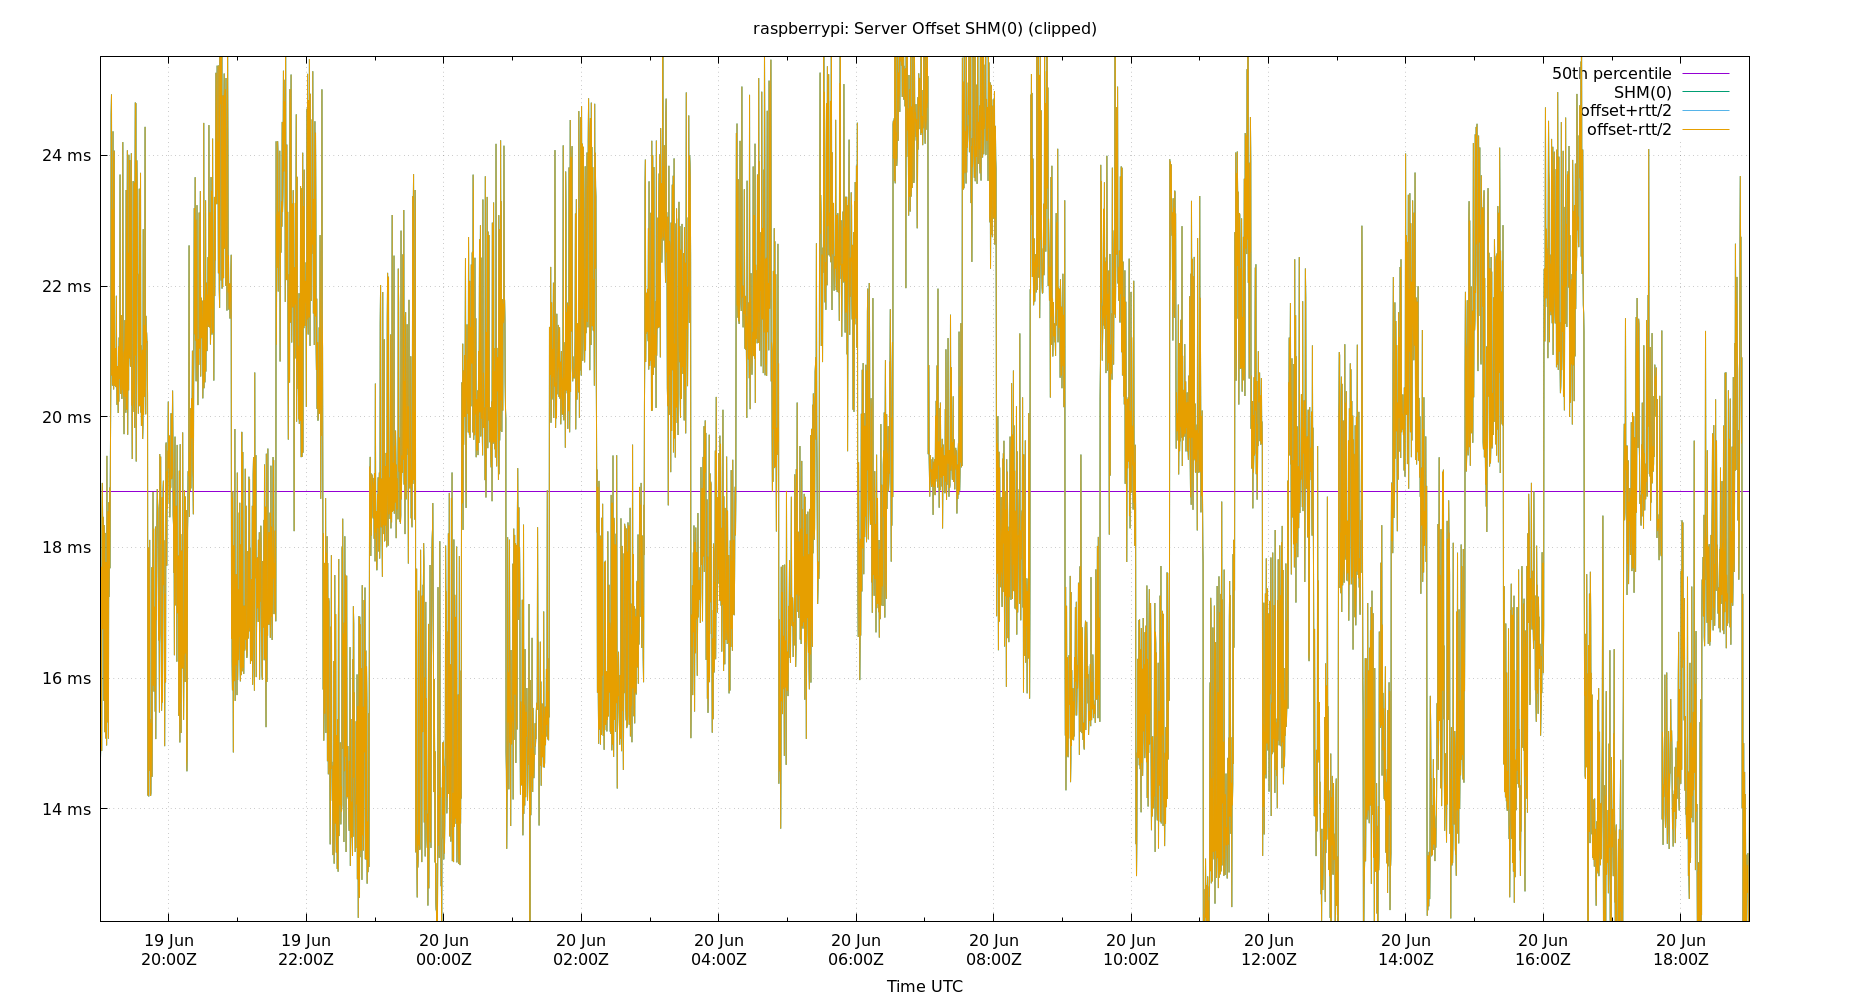 raspberrypi: Server Offset SHM(0) (clipped)
50th percentile
SHM(0)
offset+rtt/2
offset-rtt/2
24 ms
22 ms
20 ms
18 ms
16 ms
14 ms
19 Jun 19 Jun 20 Jun 20 Jun 20 Jun 20 Jun 20 Jun 20 Jun 20 Jun 20 Jun 20 Jun 20 Jun
20:00Z 22:00Z 00:00Z 02:00Z 04:00Z 06:00Z 08:00Z 10:00Z 12:00Z 14:00Z 16:00Z 18:00Z
Time UTC